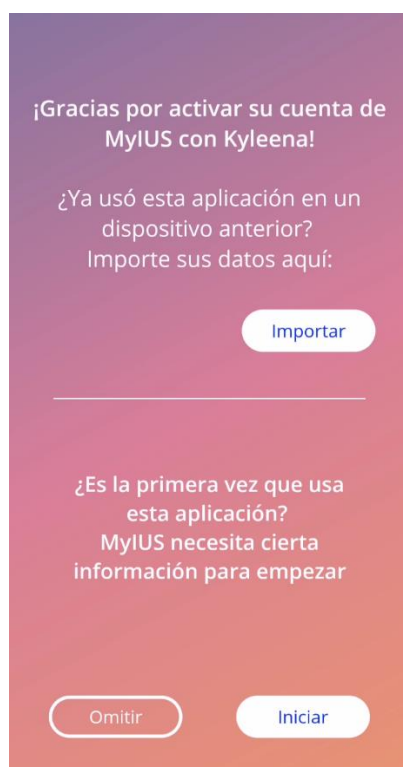 ¡Gracias por activar su cuenta de
MyIUS con Kyleena!
¿Ya usó esta aplicación en un
dispositivo anterior?
Importe sus datos aquí:
Importar
¿Es la primera vez que usa
esta aplicación?
MyIUS necesita cierta
información para empezar
Omitir
Iniciar